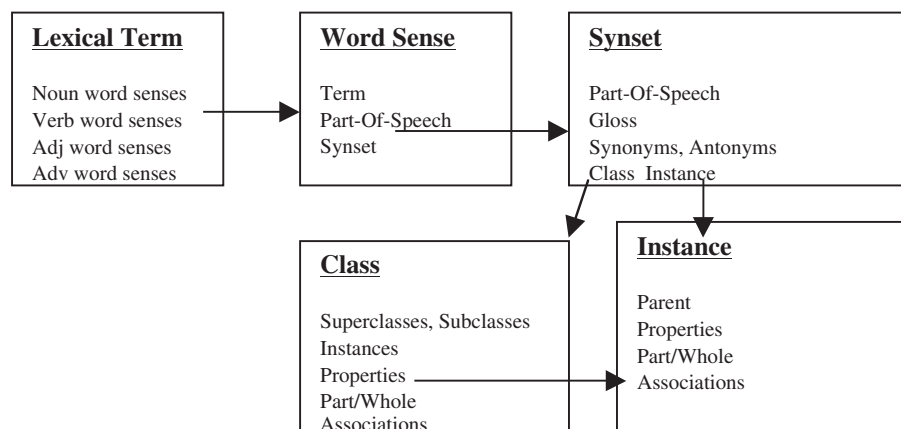 Lexical Term
Noun word senses
Verb word senses
Adj word senses
Adv word senses
Word Sense
Term
Part-Of-Speech
Synset
Synset
Part-Of-Speech
Gloss
Synonyms, Antonyms
Class Instance
Class
Superclasses, Subclasses
Instances
Properties
Part/Whole
Associations
Instance
Parent
Properties
Part/Whole
Associations